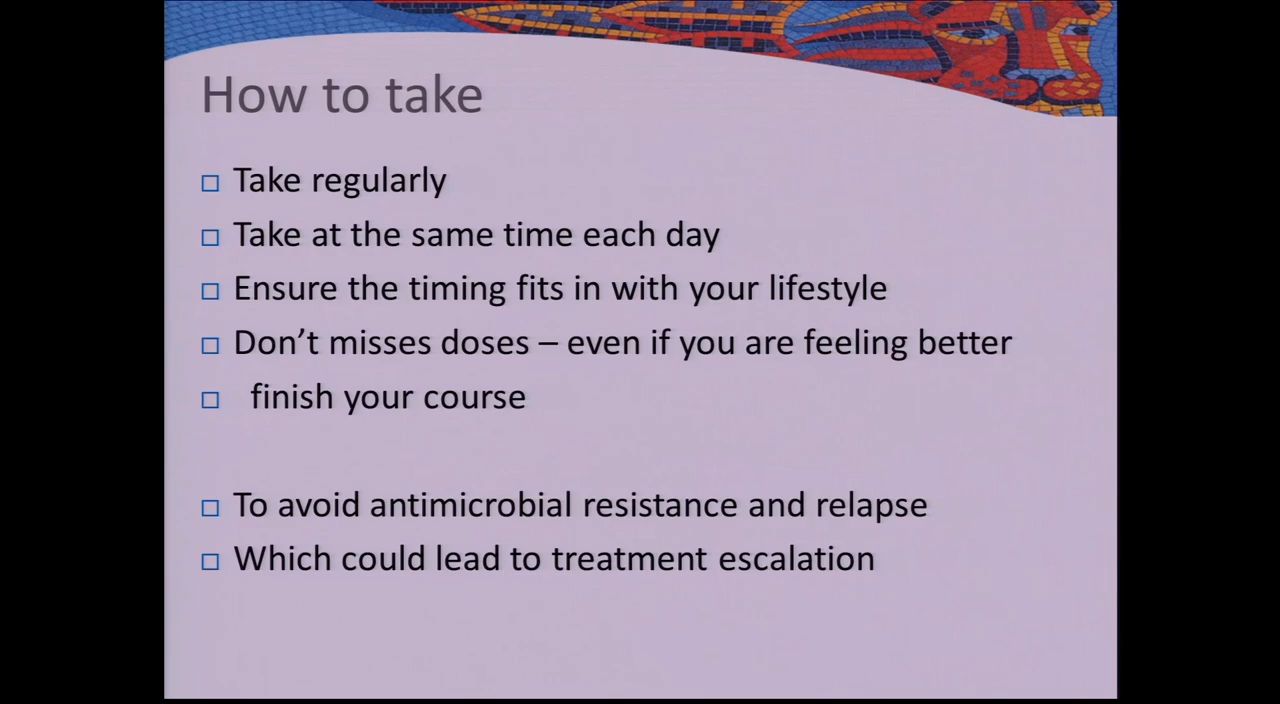 How to take
Take regularly
Take at the same time each day
Ensure the timing fits in with your lifestyle
Don’t misses doses – even if you are feeling better
finish your course
To avoid antimicrobial resistance and relapse
Which could lead to treatment escalation